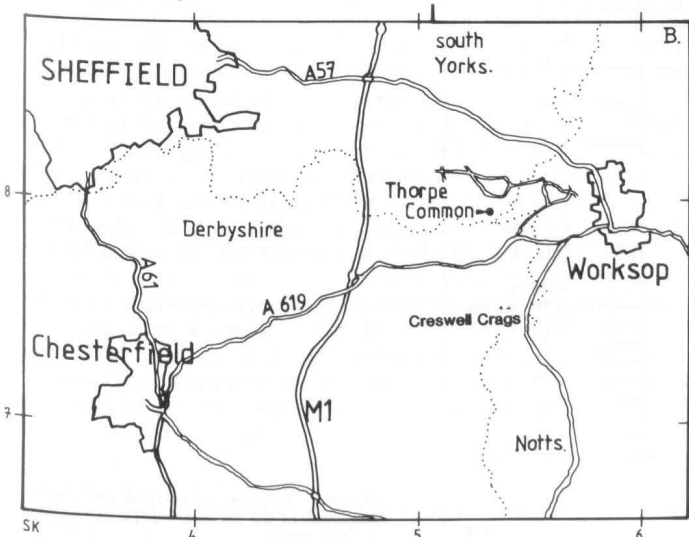 B.
south
Yorks.
SHEFFIELD
A57
8
Thorpe
Common
Derbyshire
Worksop
A61
A 619
Creswell Crags
Chesterfield
M1
7
Notts.
SK
4
5
6